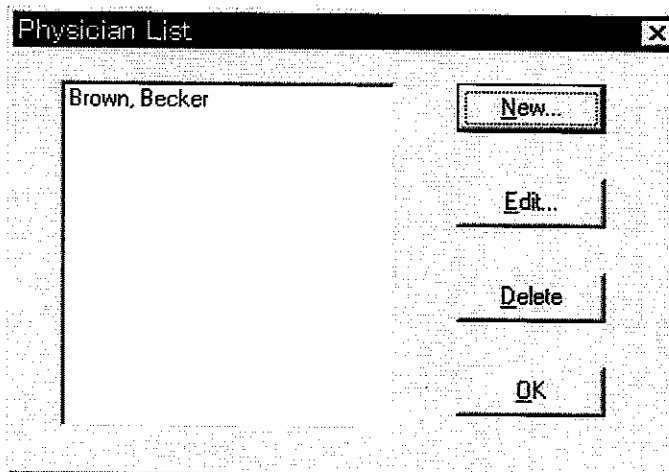 Physician List
Brown, Becker
New...
Edit...
Delete
OK